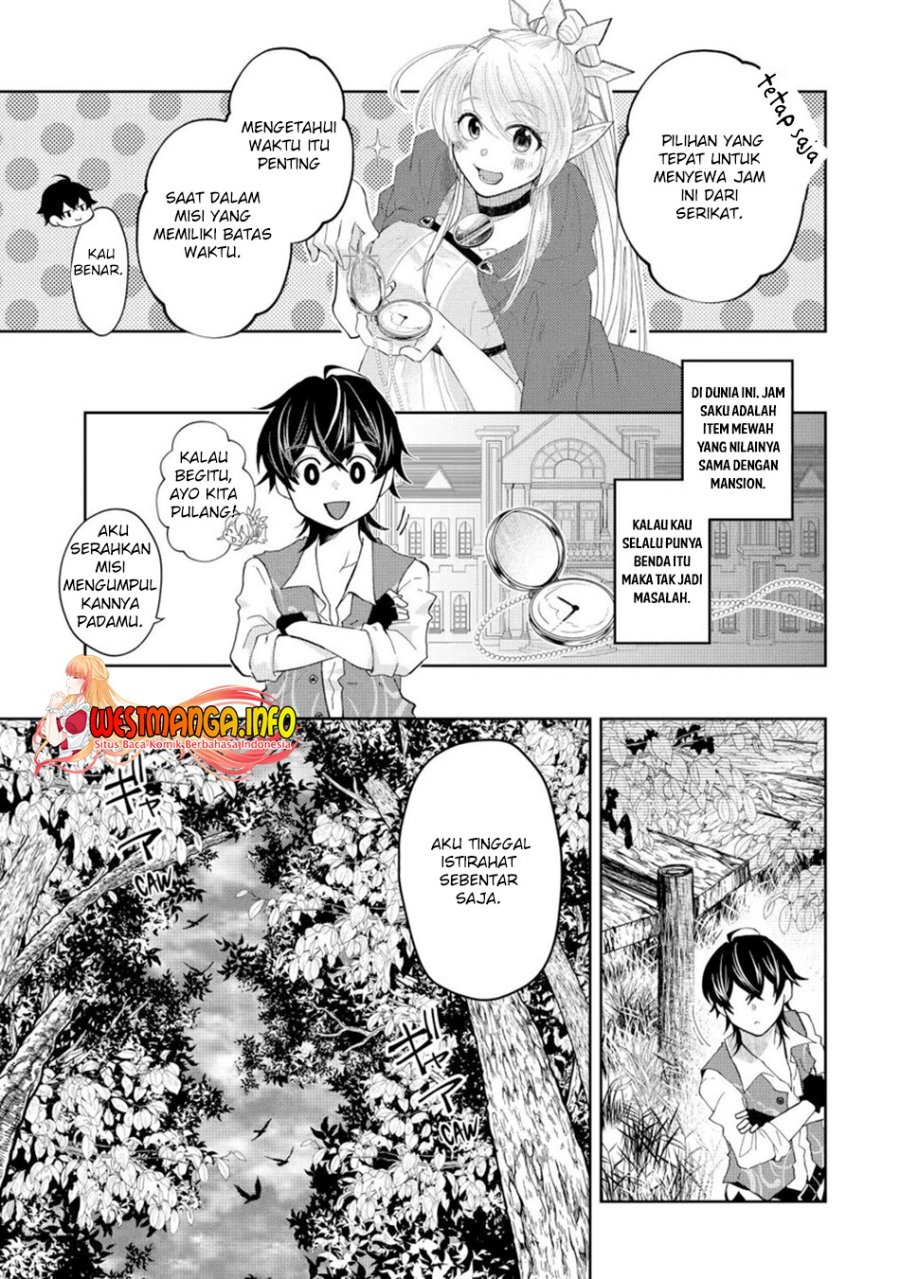 tetap saja
PILIHAN YANG
TEPAT UNTUK
MENYEWA JAM
INI DARI
SERIKAT.
MENGETAHUI
WAKTU ITU
PENTING
SAAT DALAM
MISI YANG
MEMILIKI BATAS
WAKTU.
KAU
BENAR.
DI DUNIA INI, JAM
SAKU ADALAH
ITEM MEWAH
YANG NILAINYA
SAMA DENGAN
MANSION.
KALAU KAU
SELALU PUNYA
BENDA ITU
MAKA TAK JADI
MASALAH.
KALAU
BEGITU,
AYO KITA
PULANG!
AKU
SERAHKAN
MISI
MENGUMPUL
KANNYA
PADAMU.
WESTMANGA.INFO
Situs Baca Komik Berbahasa Indonesia
AKU TINGGAL
ISTIRAHAT
SEBENTAR
SAJA.
ギャア
CAW
ギャア
CAW